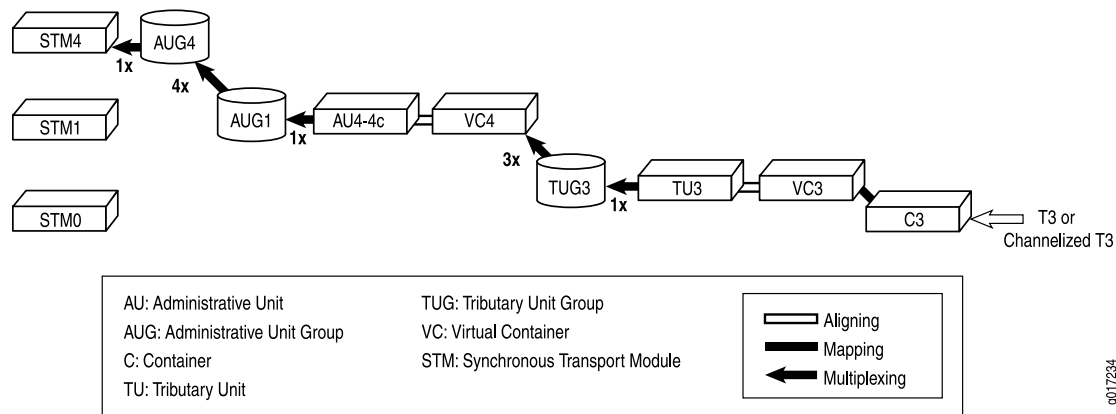 STM4
AUG4
1x
4x
STM1
AUG1
1x
AU4-4c
VC4
3x
STM0
TUG3
1x
TU3
VC3
C3
T3 or
Channelized T3
AU: Administrative Unit
AUG: Administrative Unit Group
C: Container
TU: Tributary Unit
TUG: Tributary Unit Group
VC: Virtual Container
STM: Synchronous Transport Module
Aligning
Mapping
Multiplexing
g017234